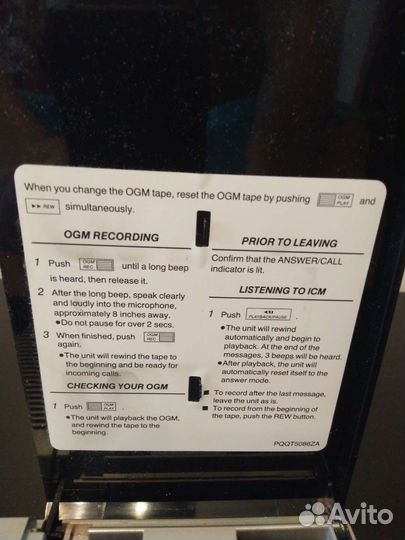 When you change the OGM tape, reset the OGM tape by pushing OGM PLAY and
▶▶ REW simultaneously.
OGM RECORDING
1 Push OGM REC until a long beep
is heard, then release it.
2 After the long beep, speak clearly
and loudly into the microphone,
approximately 8 inches away.
●Do not pause for over 2 secs.
3 When finished, push OGM REC
again.
●The unit will rewind the tape to
the beginning and be ready for
incoming calls.
CHECKING YOUR OGM
1 Push OGM PLAY .
●The unit will playback the OGM,
and rewind the tape to the
beginning.
PRIOR TO LEAVING
Confirm that the ANSWER/CALL
indicator is lit.
LISTENING TO ICM
1 Push PLAYBACK/PAUSE .
●The unit will rewind
automatically and begin to
playback. At the end of the
messages, 3 beeps will be heard.
●After playback, the unit will
automatically reset itself to the
answer mode.
■ To record after the last message,
leave the unit as is.
■ To record from the beginning of
the tape, push the REW button.
PQQT5086ZA
Avito